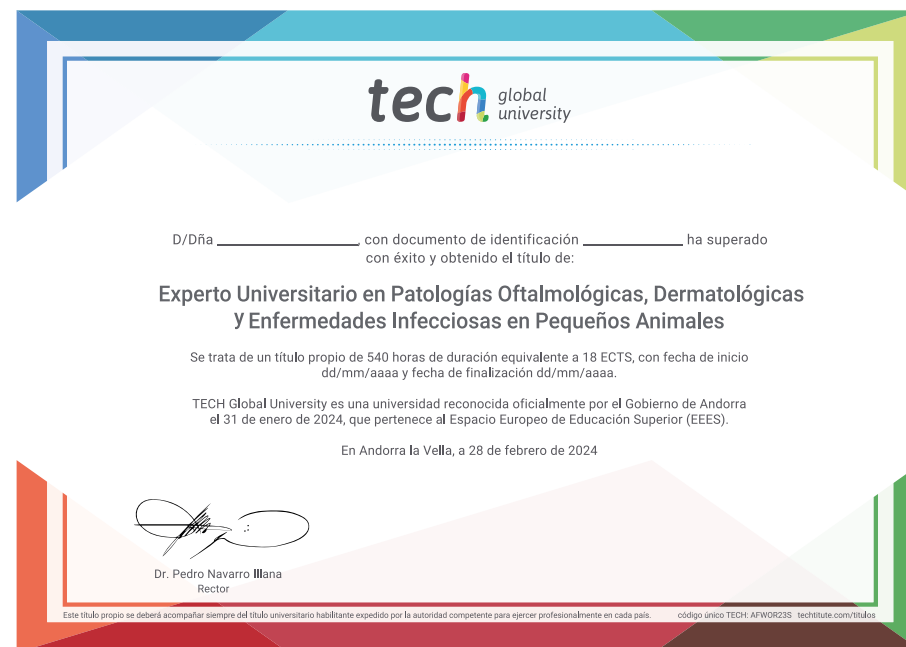 tech global university
D/Dña ____________, con documento de identificación ____________ ha superado
con éxito y obtenido el título de:
Experto Universitario en Patologías Oftalmológicas, Dermatológicas
y Enfermedades Infecciosas en Pequeños Animales
Se trata de un título propio de 540 horas de duración equivalente a 18 ECTS, con fecha de inicio
dd/mm/aaaa y fecha de finalización dd/mm/aaaa.
TECH Global University es una universidad reconocida oficialmente por el Gobierno de Andorra
el 31 de enero de 2024, que pertenece al Espacio Europeo de Educación Superior (EEES).
En Andorra la Vella, a 28 de febrero de 2024
Dr. Pedro Navarro Illana
Rector
Este título propio se deberá acompañar siempre del título universitario habilitante expedido por la autoridad competente para ejercer profesionalmente en cada país. código único TECH: AFWOR23S techtitute.com/títulos